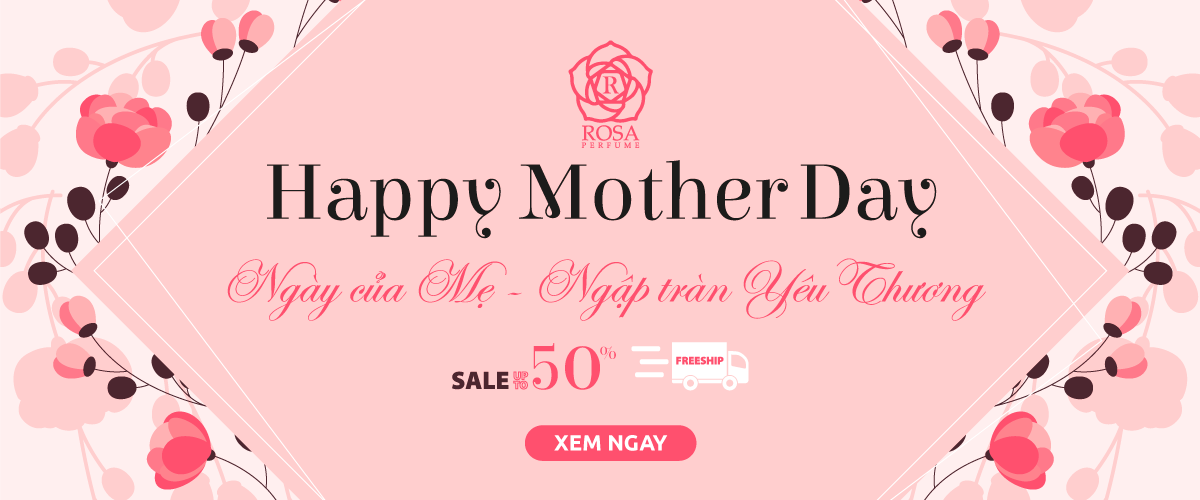 R
ROSA
PERFUME
Happy Mother Day
Ngày của Mẹ - Ngập tràn Yêu Thương
SALE UP TO 50% FREESHIP
XEM NGAY